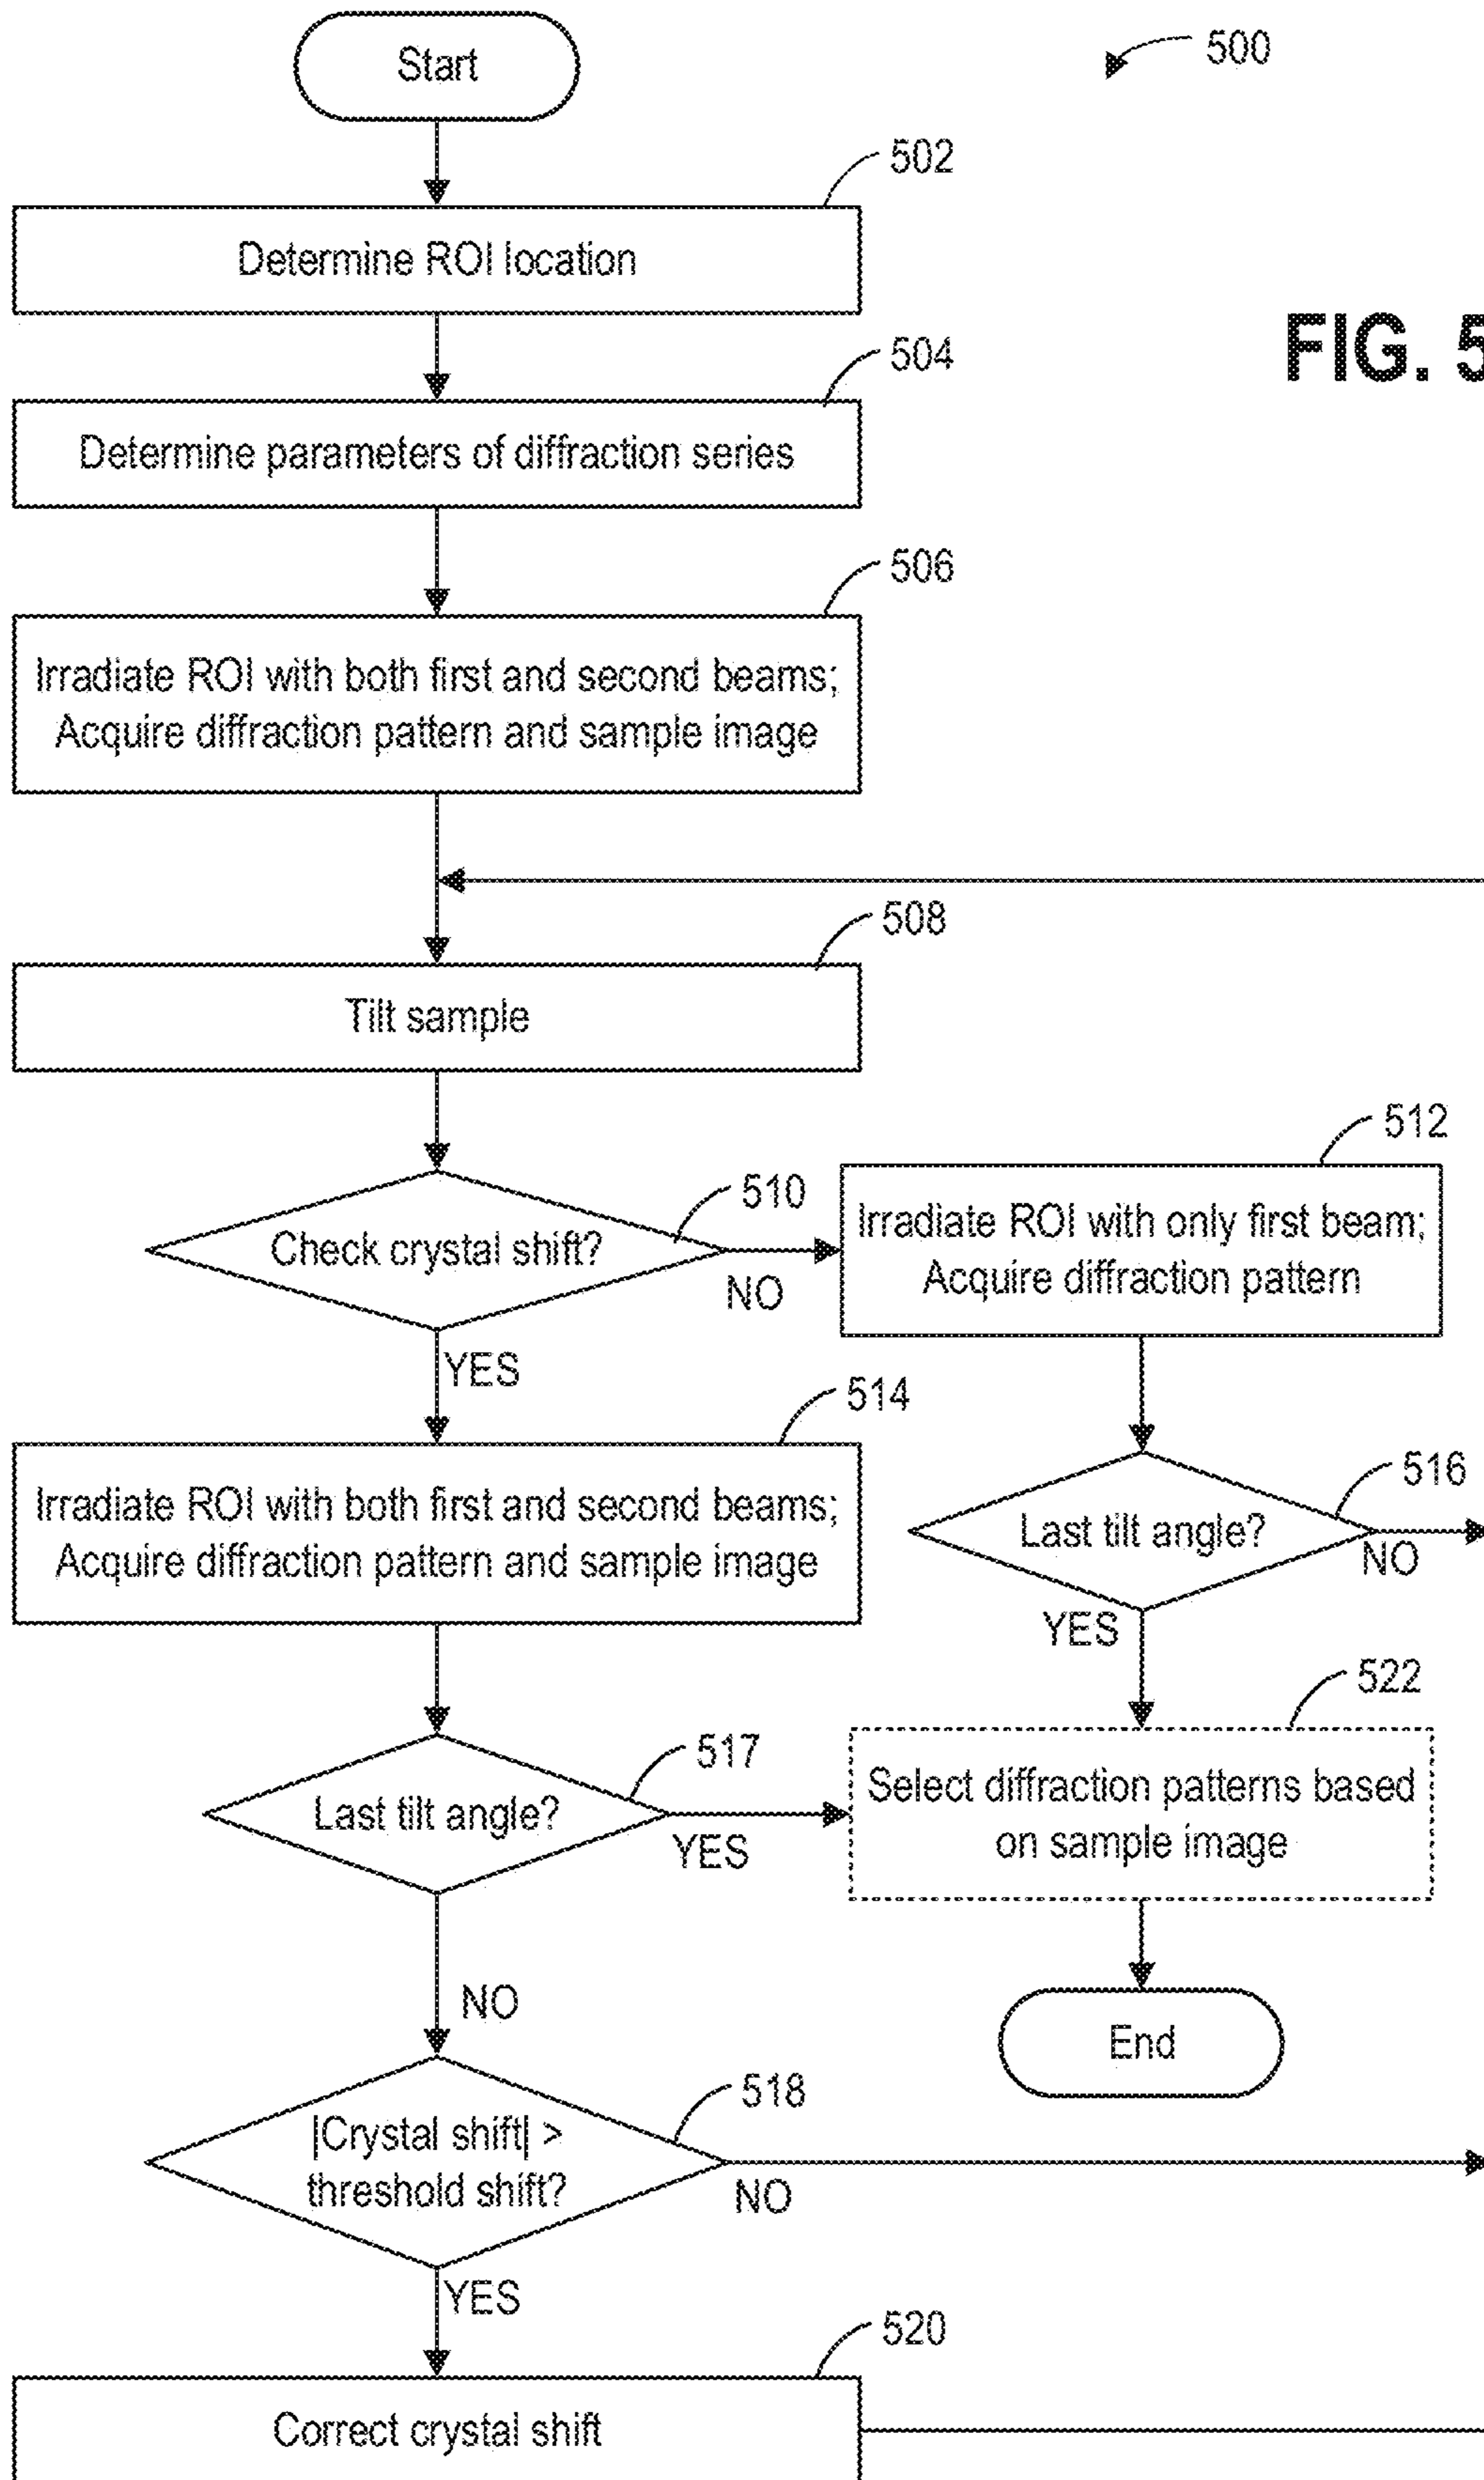 Start
500
502
Determine ROI location
FIG. 5
504
Determine parameters of diffraction series
506
Irradiate ROI with both first and second beams;
Acquire diffraction pattern and sample image
508
Tilt sample
510
Check crystal shift?
NO
YES
512
Irradiate ROI with only first beam;
Acquire diffraction pattern
514
Irradiate ROI with both first and second beams;
Acquire diffraction pattern and sample image
516
Last tilt angle?
NO
YES
517
Last tilt angle?
YES
NO
522
Select diffraction patterns based
on sample image
End
518
|Crystal shift| >
threshold shift?
NO
YES
520
Correct crystal shift